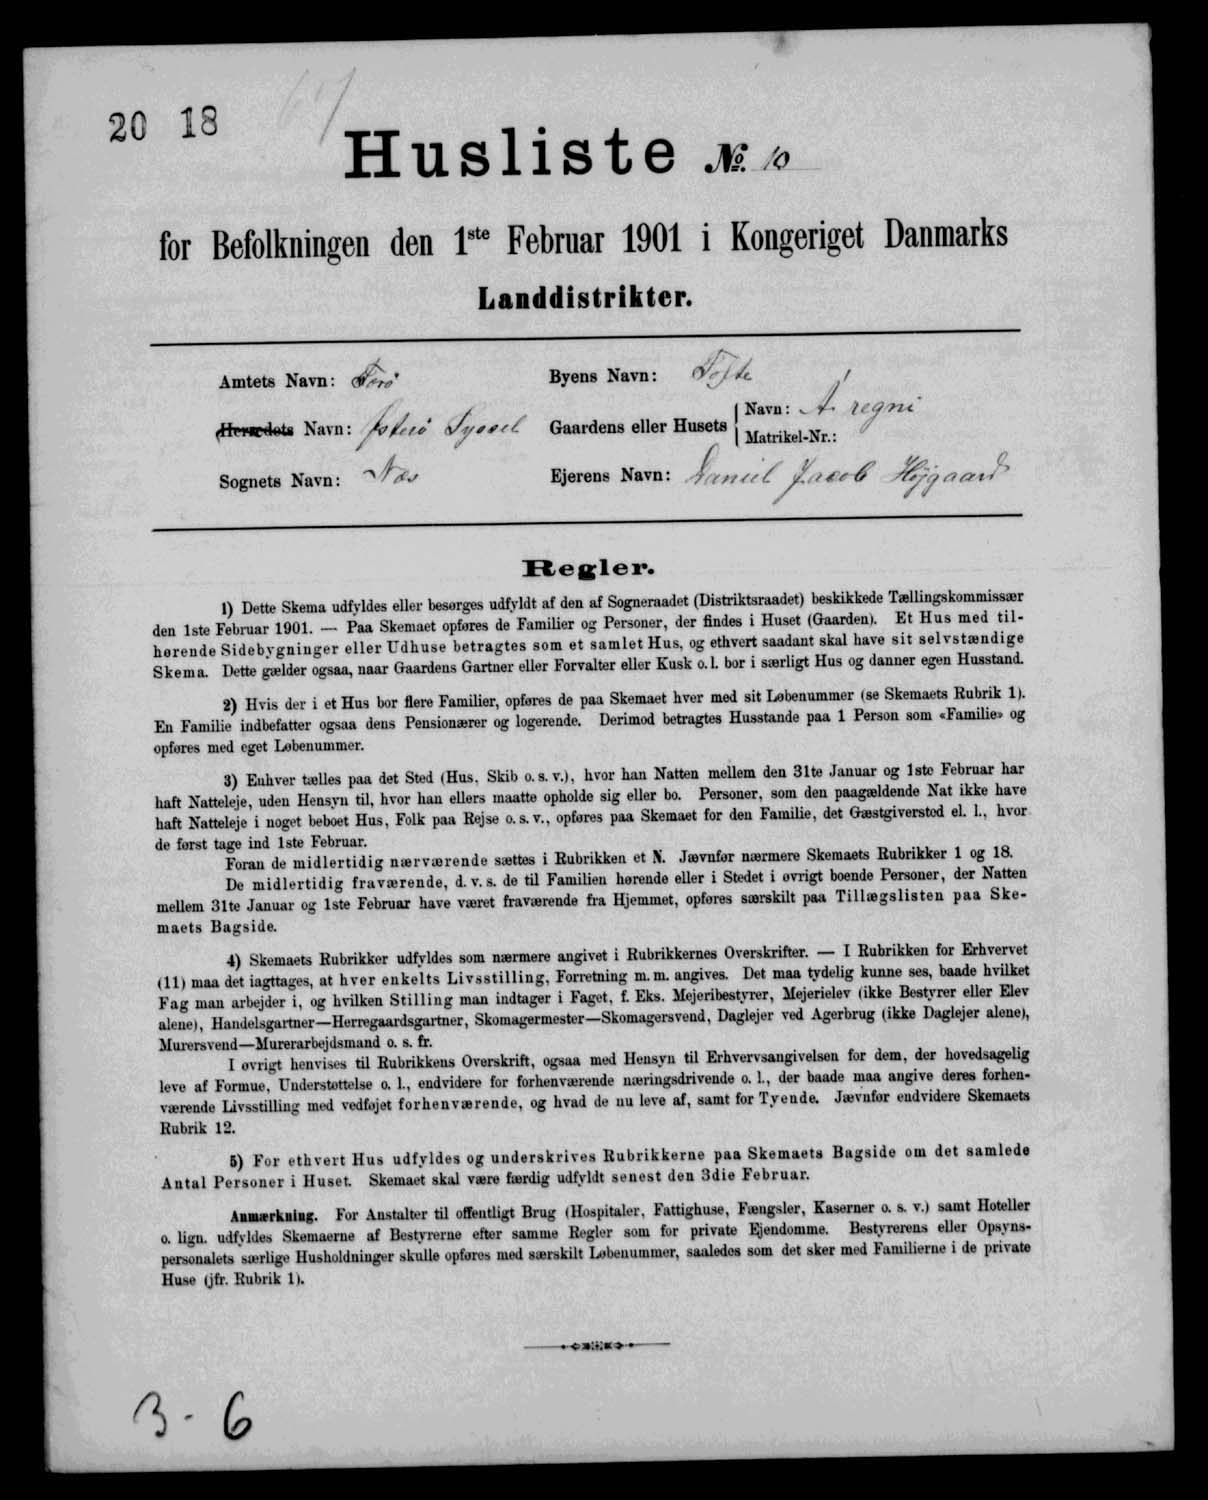 20 18
Husliste No. 10
for Befolkningen den 1ste Februar 1901 i Kongeriget Danmarks
Landdistrikter.
Amtets Navn: Færø
Byens Navn: Tofte
Herredets Navn: Østerø Syssel
Gaardens eller Husets Navn: Á regni
Matrikel-Nr.:
Sognets Navn: Næs
Ejerens Navn: Daniel Jacob Højgaard
Regler.
1) Dette Skema udfyldes eller besørges udfyldt af den af Sogneraadet (Distriktsraadet) beskikkede Tællingskommissær
den 1ste Februar 1901. — Paa Skemaet opføres de Familier og Personer, der findes i Huset (Gaarden). Et Hus med til-
hørende Sidebygninger eller Udhuse betragtes som et samlet Hus, og ethvert saadant skal have sit selvstændige
Skema. Dette gælder ogsaa, naar Gaardens Gartner eller Forvalter eller Kusk o. l. bor i særligt Hus og danner egen Husstand.
2) Hvis der i et Hus bor flere Familier, opføres de paa Skemaet hver med sit Løbenummer (se Skemaets Rubrik 1).
En Familie indbefatter ogsaa dens Pensionærer og logerende. Derimod betragtes Husstande paa 1 Person som «Familie» og
opføres med eget Løbenummer.
3) Enhver tælles paa det Sted (Hus, Skib o. s. v.), hvor han Natten mellem den 31te Januar og 1ste Februar har
haft Natteleje, uden Hensyn til, hvor han ellers maatte opholde sig eller bo. Personer, som den paagældende Nat ikke have
haft Natteleje i noget beboet Hus, Folk paa Rejse o. s. v., opføres paa Skemaet for den Familie, det Gæstgiversted el. l., hvor
de først tage ind 1ste Februar.
Foran de midlertidig nærværende sættes i Rubrikken et N. Jævnfør nærmere Skemaets Rubrikker 1 og 18.
De midlertidig fraværende, d. v. s. de til Familien hørende eller i Stedet i øvrigt boende Personer, der Natten
mellem 31te Januar og 1ste Februar have været fraværende fra Hjemmet, opføres særskilt paa Tillægslisten paa Ske-
maets Bagside.
4) Skemaets Rubrikker udfyldes som nærmere angivet i Rubrikkernes Overskrifter. — I Rubrikken for Erhvervet
(11) maa det iagttages, at hver enkelts Livsstilling, Forretning m. m. angives. Det maa tydelig kunne ses, baade hvilket
Fag man arbejder i, og hvilken Stilling man indtager i Faget, f. Eks. Mejeribestyrer, Mejerielev (ikke Bestyrer eller Elev
alene), Handelsgartner—Herregaardsgartner, Skomagermester—Skomagersvend, Daglejer ved Agerbrug (ikke Daglejer alene),
Murersvend—Murerarbejdsmand o. s. fr.
I øvrigt henvises til Rubrikkens Overskrift, ogsaa med Hensyn til Erhvervsangivelsen for dem, der hovedsagelig
leve af Formue, Understøttelse o. l., endvidere for forhenværende næringsdrivende o. l., der baade maa angive deres forhen-
værende Livsstilling med vedføjet forhenværende, og hvad de nu leve af, samt for Tyende. Jævnfør endvidere Skemaets
Rubrik 12.
5) For ethvert Hus udfyldes og underskrives Rubrikkerne paa Skemaets Bagside om det samlede
Antal Personer i Huset. Skemaet skal være færdig udfyldt senest den 3die Februar.
Anmærkning. For Anstalter til offentligt Brug (Hospitaler, Fattighuse, Fængsler, Kaserner o. s. v.) samt Hoteller
o. lign. udfyldes Skemaerne af Bestyrerne efter samme Regler som for private Ejendomme. Bestyrerens eller Opsyns-
personalets særlige Husholdninger skulle opføres med særskilt Løbenummer, saaledes som det sker med Familierne i de private
Huse (jfr. Rubrik 1).
3 - 6